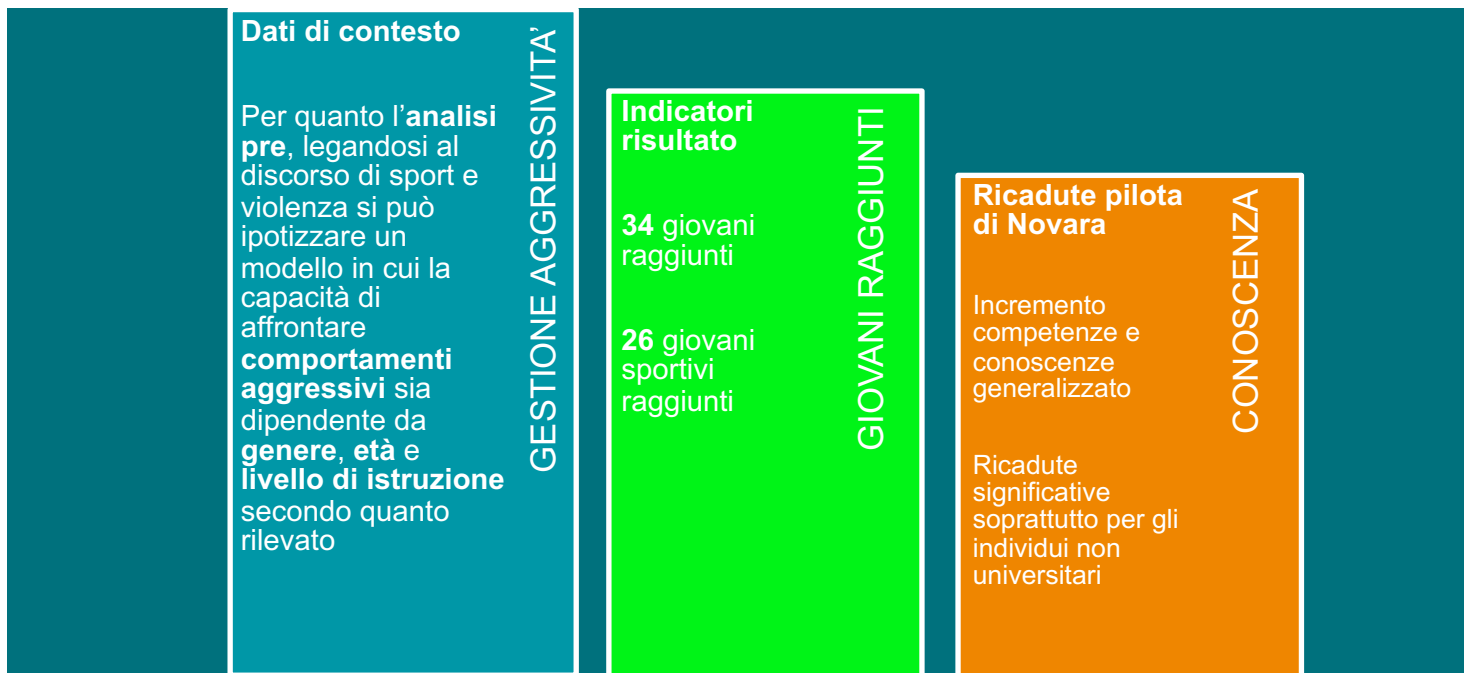 Dati di contesto
Per quanto l’analisi
pre, legandosi al
discorso di sport e
violenza si può
ipotizzare un
modello in cui la
capacità di
affrontare
comportamenti
aggressivi sia
dipendente da
genere, età e
livello di istruzione
secondo quanto
rilevato
GESTIONE AGGRESSIVITA’
Indicatori
risultato
34 giovani
raggiunti
26 giovani
sportivi
raggiunti
GIOVANI RAGGIUNTI
Ricadute pilota
di Novara
Incremento
competenze e
conoscenze
generalizzato
Ricadute
significative
soprattutto per gli
individui non
universitari
CONOSCENZA